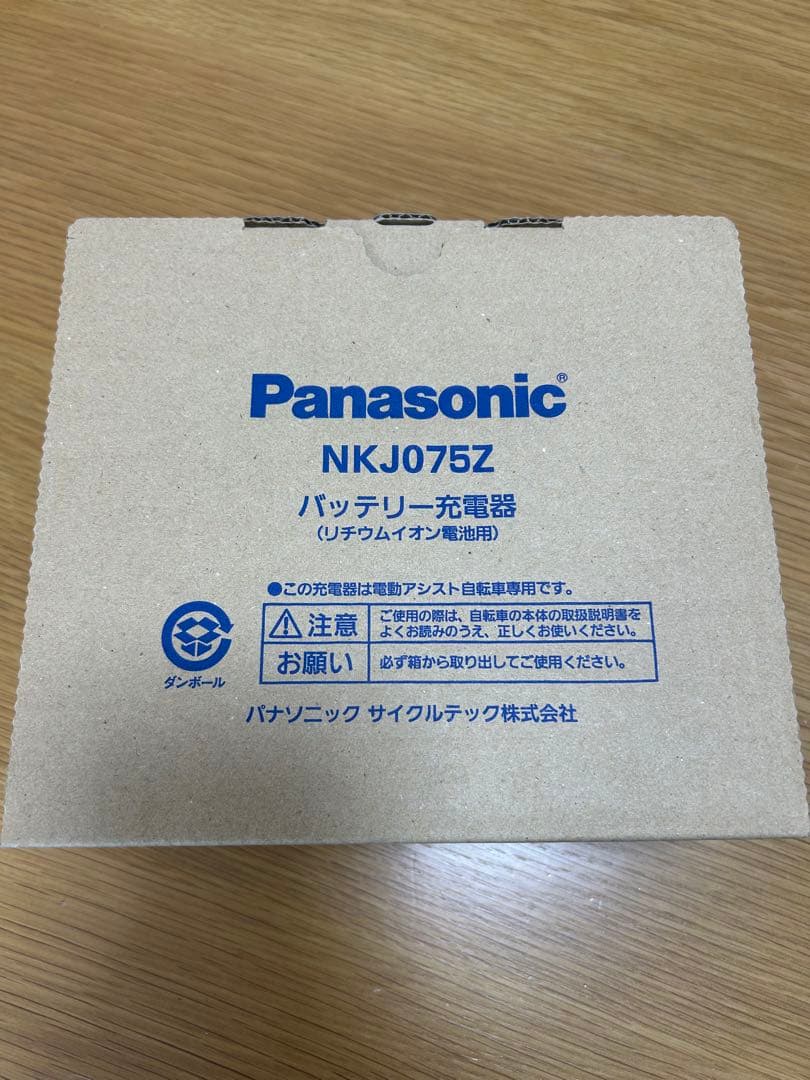 Panasonic®
NKJ075Z
バッテリー充電器
(リチウムイオン電池用)
●この充電器は電動アシスト自転車専用です。
注意
ご使用の際は、自転車の本体の取扱説明書を
よくお読みのうえ、正しくお使いください。
お願い
必ず箱から取り出してご使用ください。
ダンボール
パナソニック サイクルテック株式会社